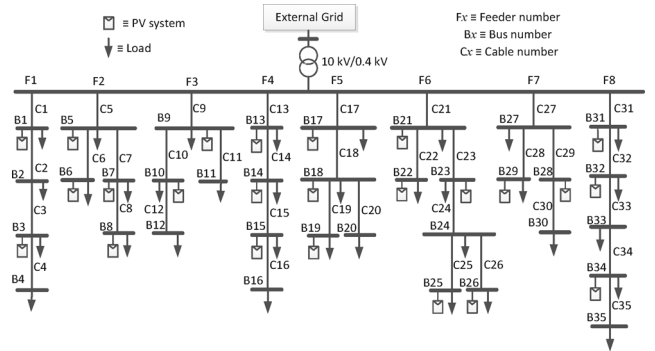 External Grid
≡ PV system
≡ Load
Fx ≡ Feeder number
Bx ≡ Bus number
Cx ≡ Cable number
10 kV/0.4 kV
F1 F2 F3 F4 F5 F6 F7 F8
C1 C5 C9 C13 C17 C21 C27 C31
B1 B5 B9 B13 B17 B21 B27 B31
C2 C6 C7 C10 C11 C14 C18 C22 C23 C28 C29 C32
B2 B6 B7 B10 B11 B14 B18 B22 B23 B29 B28 B32
C3 C8 C12 C15 C19 C20 C24 C30 C33
B3 B8 B12 B15 B19 B20 B24 B30 B33
C4 C16 C25 C26 C34
B4 B16 B25 B26 B34
C35
B35